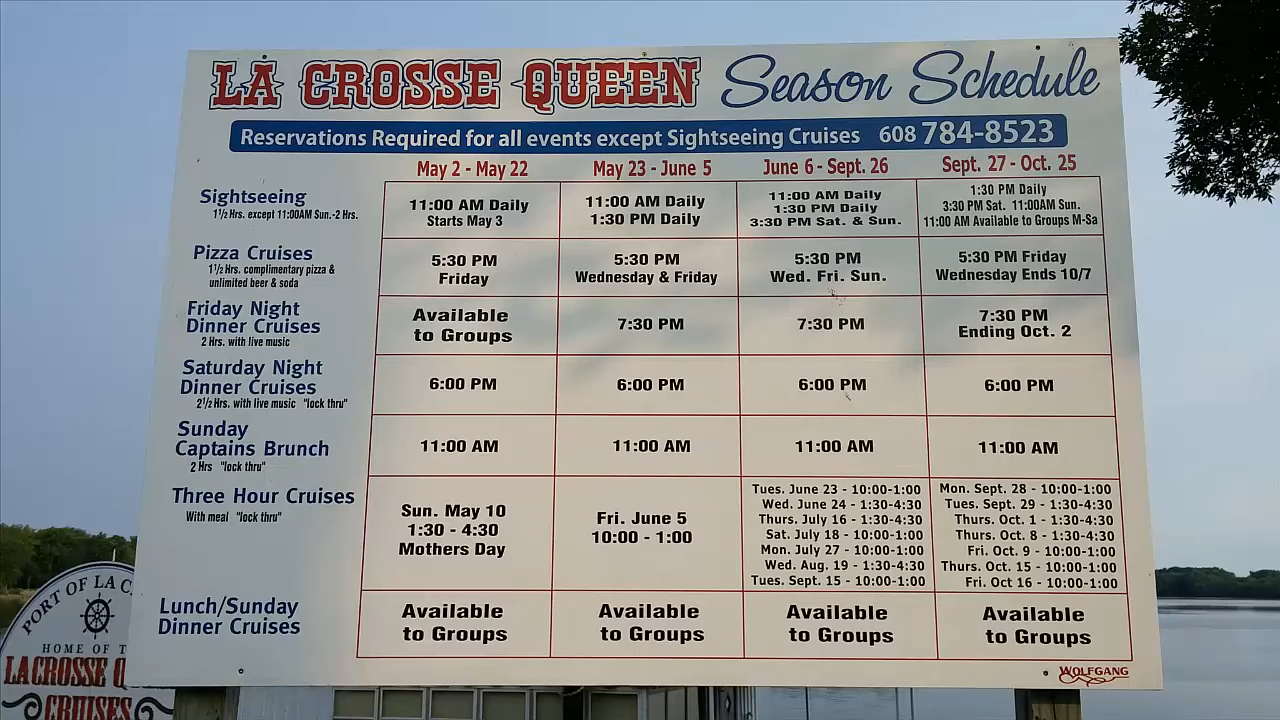 LA CROSSE QUEEN Season Schedule
Reservations Required for all events except Sightseeing Cruises 608 784-8523
May 2 - May 22 May 23 - June 5 June 6 - Sept. 26 Sept. 27 - Oct. 25
Sightseeing
1½ Hrs. except 11:00AM Sun.-2 Hrs.
11:00 AM Daily
Starts May 3
11:00 AM Daily
1:30 PM Daily
11:00 AM Daily
1:30 PM Daily
3:30 PM Sat. & Sun.
1:30 PM Daily
3:30 PM Sat. 11:00AM Sun.
11:00 AM Available to Groups M-Sa
Pizza Cruises
1½ Hrs. complimentary pizza &
unlimited beer & soda
5:30 PM
Friday
5:30 PM
Wednesday & Friday
5:30 PM
Wed. Fri. Sun.
5:30 PM Friday
Wednesday Ends 10/7
Friday Night
Dinner Cruises
2 Hrs. with live music
Available
to Groups
7:30 PM
7:30 PM
7:30 PM
Ending Oct. 2
Saturday Night
Dinner Cruises
2½ Hrs. with live music "lock thru"
6:00 PM
6:00 PM
6:00 PM
6:00 PM
Sunday
Captains Brunch
2 Hrs "lock thru"
11:00 AM
11:00 AM
11:00 AM
11:00 AM
Three Hour Cruises
With meal "lock thru"
Sun. May 10
1:30 - 4:30
Mothers Day
Fri. June 5
10:00 - 1:00
Tues. June 23 - 10:00-1:00
Wed. June 24 - 1:30-4:30
Thurs. July 16 - 1:30-4:30
Sat. July 18 - 10:00-1:00
Mon. July 27 - 10:00-1:00
Wed. Aug. 19 - 1:30-4:30
Tues. Sept. 15 - 10:00-1:00
Mon. Sept. 28 - 10:00-1:00
Tues. Sept. 29 - 1:30-4:30
Thurs. Oct. 1 - 1:30-4:30
Thurs. Oct. 8 - 1:30-4:30
Fri. Oct. 9 - 10:00-1:00
Thurs. Oct. 15 - 10:00-1:00
Fri. Oct 16 - 10:00-1:00
Lunch/Sunday
Dinner Cruises
Available
to Groups
Available
to Groups
Available
to Groups
Available
to Groups
WOLFGANG
PORT OF LA C
HOME OF T
LA CROSSE Q
CRUISES